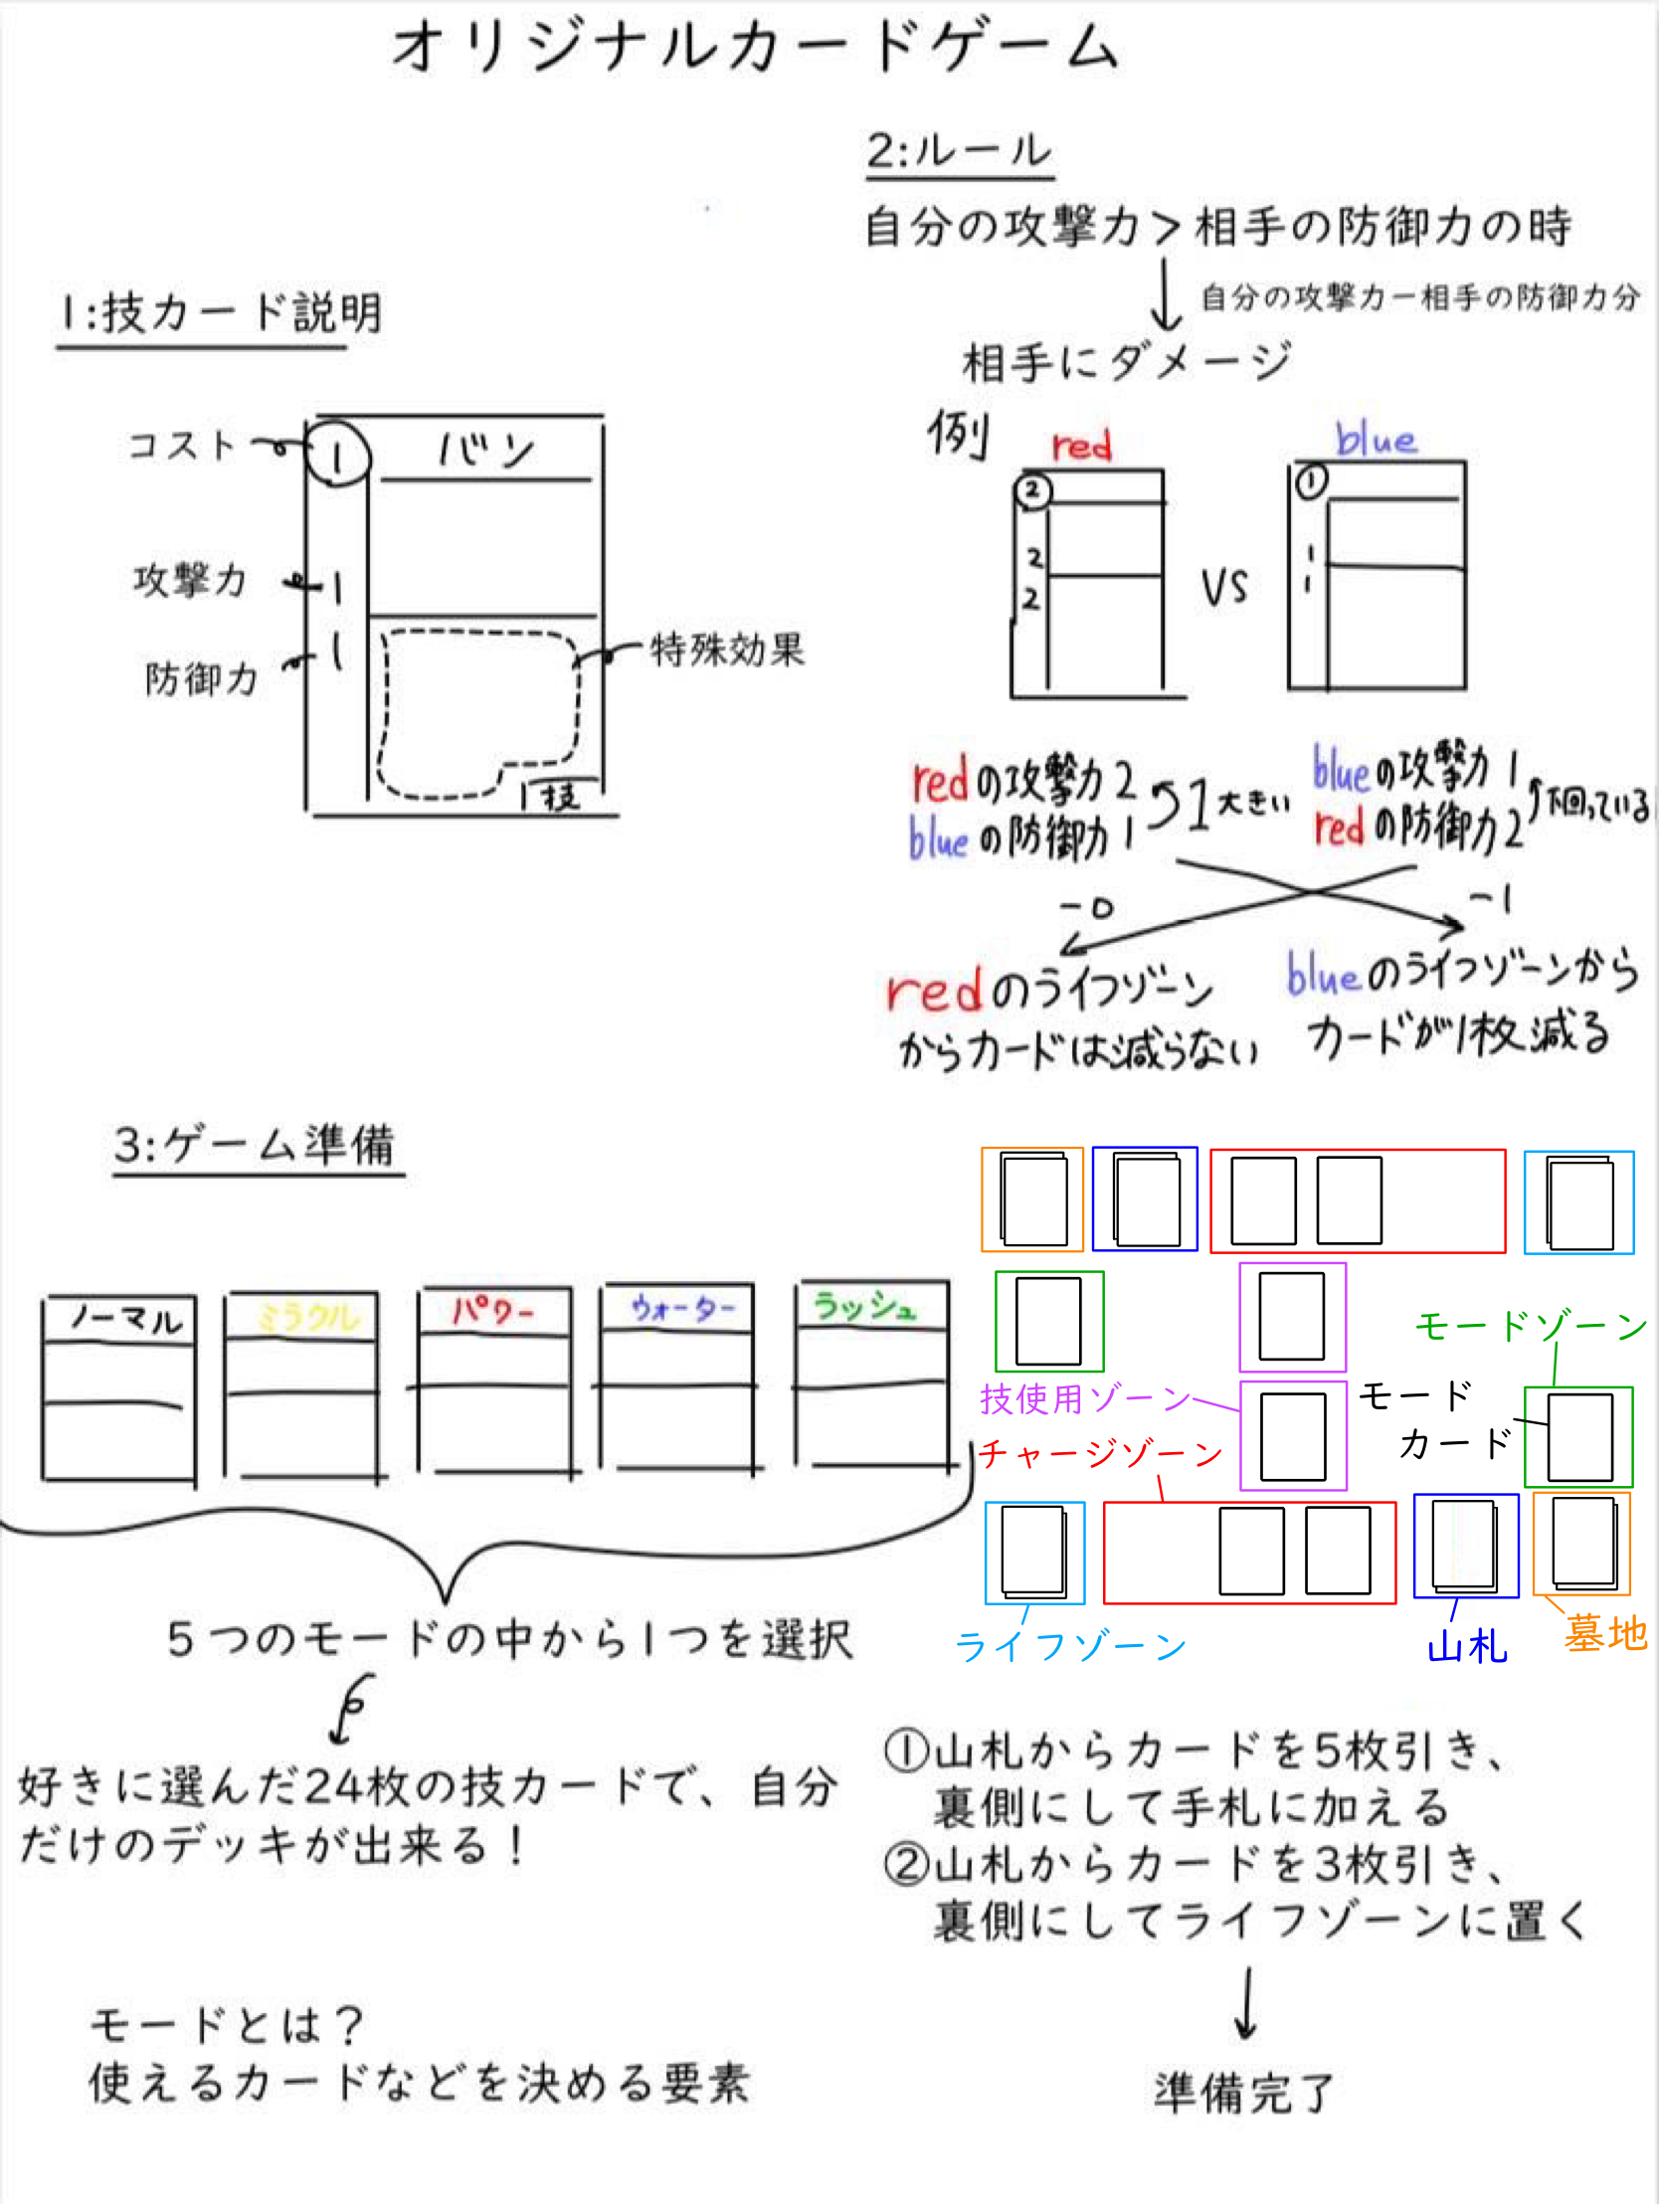 オリジナルカードゲーム
1:技カード説明
コスト
1
バン
攻撃力
1
防御力
1
特殊効果
技
2:ルール
自分の攻撃力>相手の防御力の時
自分の攻撃力ー相手の防御力分
相手にダメージ
例
red
blue
2
2
2
VS
1
1
1
redの攻撃力2
blueの防御力1
1大きい
blueの攻撃力1
redの防御力2
下回っている
-0
-1
redのライフゾーン
からカードは減らない
blueのライフゾーンから
カードが1枚減る
3:ゲーム準備
ノーマル
ミラクル
パワー
ウォーター
ラッシュ
5つのモードの中から1つを選択
好きに選んだ24枚の技カードで、自分
だけのデッキが出来る!
モードとは?
使えるカードなどを決める要素
モードゾーン
技使用ゾーン
モード
カード
チャージゾーン
ライフゾーン
山札
墓地
①山札からカードを5枚引き、
裏側にして手札に加える
②山札からカードを3枚引き、
裏側にしてライフゾーンに置く
準備完了